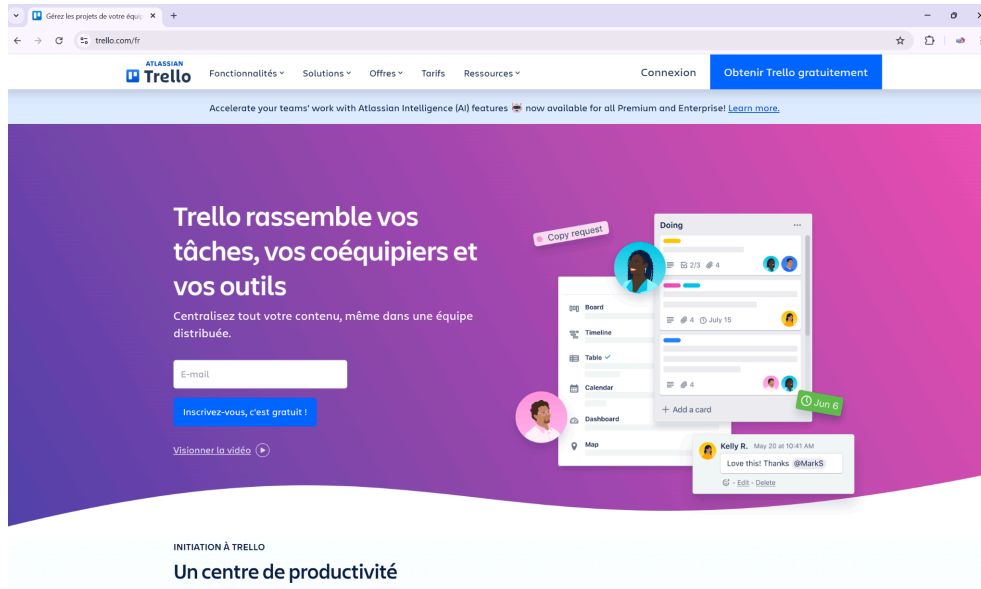 Gérez les projets de votre équip
trello.com/fr
ATLASSIAN
Trello
Fonctionnalités
Solutions
Offres
Tarifs
Ressources
Connexion
Obtenir Trello gratuitement
Accelerate your teams' work with Atlassian Intelligence (AI) features now available for all Premium and Enterprise! Learn more.
Trello rassemble vos
tâches, vos coéquipiers et
vos outils
Centralisez tout votre contenu, même dans une équipe
distribuée.
E-mail
Inscrivez-vous, c'est gratuit !
Visionner la vidéo
Copy request
Board
Timeline
Table
Calendar
Dashboard
Map
Doing
2/3 4
4 July 15
4
+ Add a card
Jun 6
Kelly R. May 20 at 10:41 AM
Love this! Thanks @MarkS
- Edit - Delete
INITIATION À TRELLO
Un centre de productivité